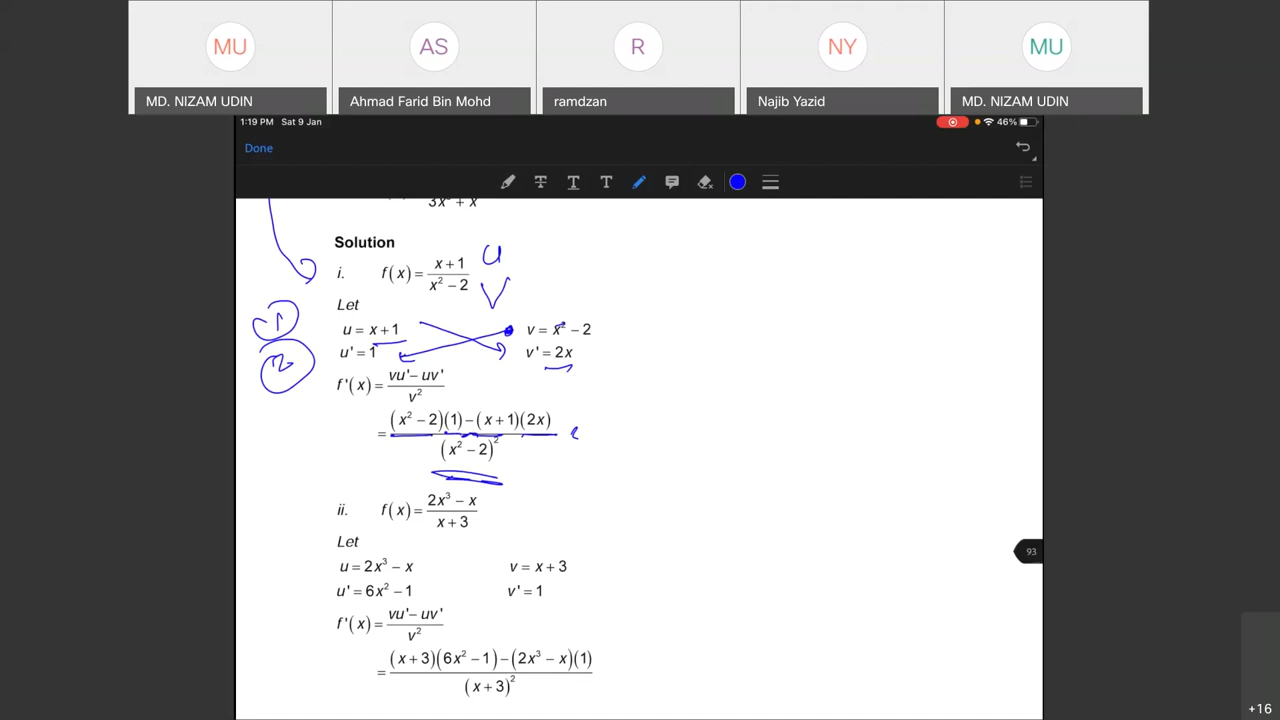 MU AS R NY MU
MD. NIZAM UDIN Ahmad Farid Bin Mohd ramdzan Najib Yazid MD. NIZAM UDIN
1:19 PM Sat 9 Jan 46%
Done
Solution
u
i. f(x) = (x + 1)/(x² − 2)
v
Let
1
u = x + 1 v = x² − 2
2
u' = 1 v' = 2x
f'(x) = (vu' − uv')/v²
= ((x² − 2)(1) − (x + 1)(2x))/(x² − 2)²
ii. f(x) = (2x³ − x)/(x + 3)
93
Let
u = 2x³ − x v = x + 3
u' = 6x² − 1 v' = 1
f'(x) = (vu' − uv')/v²
= ((x + 3)(6x² − 1) − (2x³ − x)(1))/(x + 3)²
+16